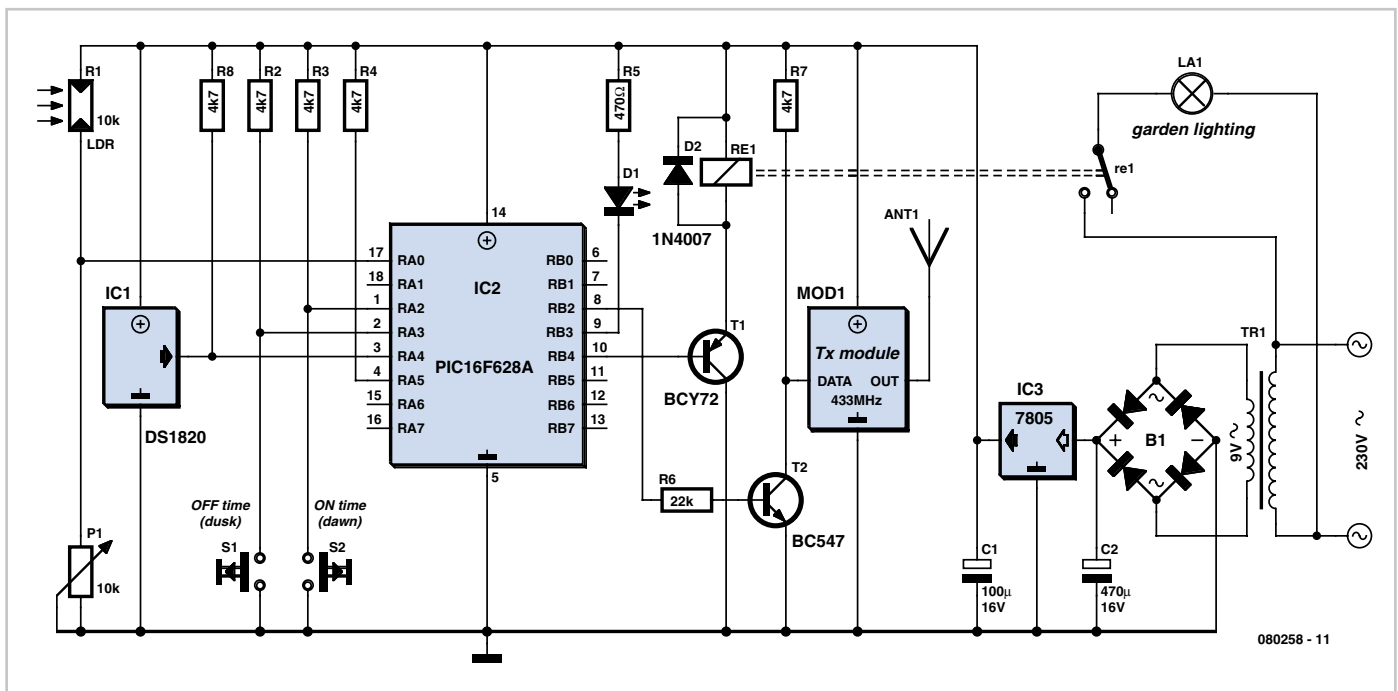 R1
10k
LDR
R8
4k7
R2
4k7
R3
4k7
R4
4k7
R5
470Ω
D1
D2
1N4007
RE1
R7
4k7
LA1
garden lighting
re1
ANT1
IC1
DS1820
14
17 RA0
18 RA1
1 RA2
2 RA3
3 RA4
4 RA5
15 RA6
16 RA7
IC2
PIC16F628A
RB0 6
RB1 7
RB2 8
RB3 9
RB4 10
RB5 11
RB6 12
RB7 13
5
T1
BCY72
MOD1
Tx module
DATA OUT
433MHz
R6
22k
T2
BC547
IC3
7805
+ B1 −
9V ~
TR1
230V ~
P1
10k
OFF time
(dusk)
S1
ON time
(dawn)
S2
C1
100µ
16V
C2
470µ
16V
080258 - 11